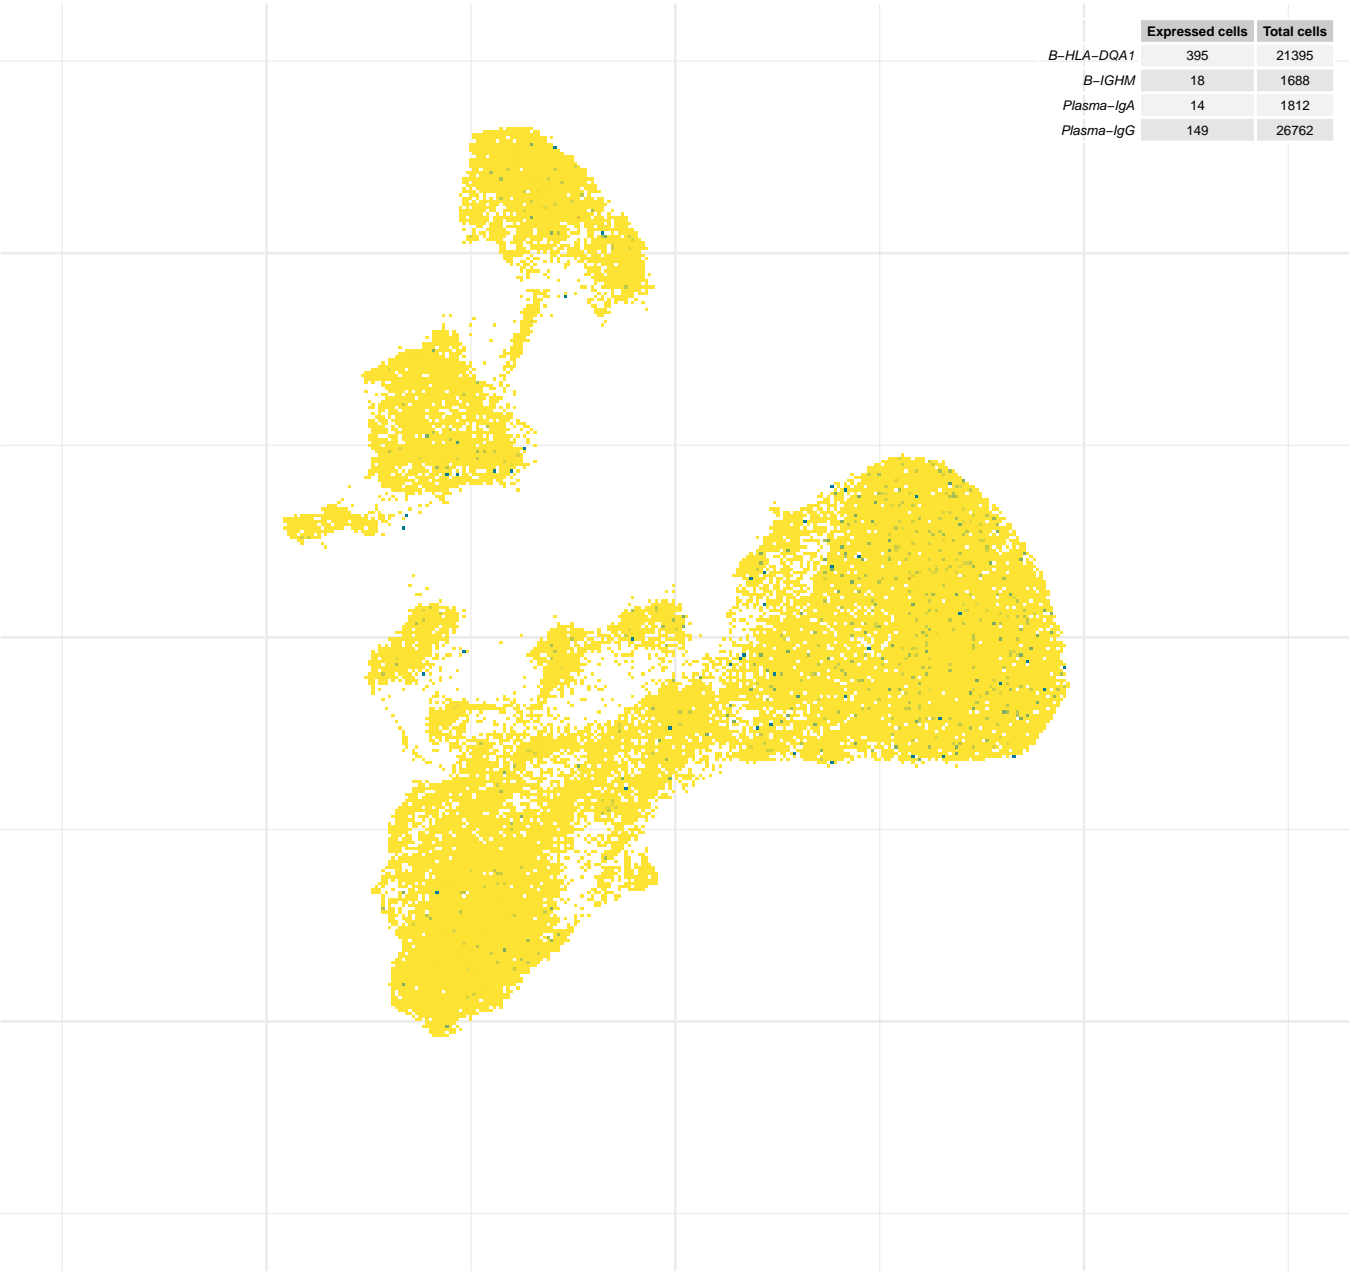 Expressed cells Total cells
B−HLA−DQA1 395 21395
B−IGHM 18 1688
Plasma−IgA 14 1812
Plasma−IgG 149 26762